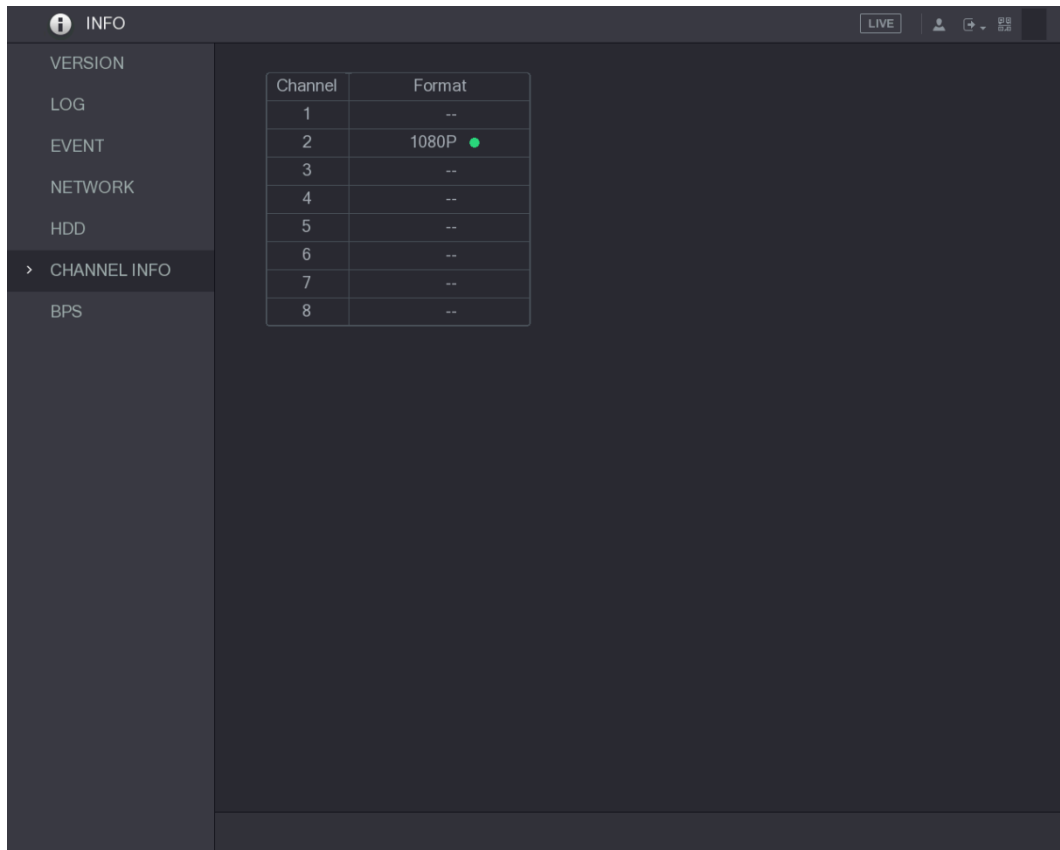 INFO
LIVE
VERSION
LOG
EVENT
NETWORK
HDD
> CHANNEL INFO
BPS
Channel Format
1 --
2 1080P
3 --
4 --
5 --
6 --
7 --
8 --